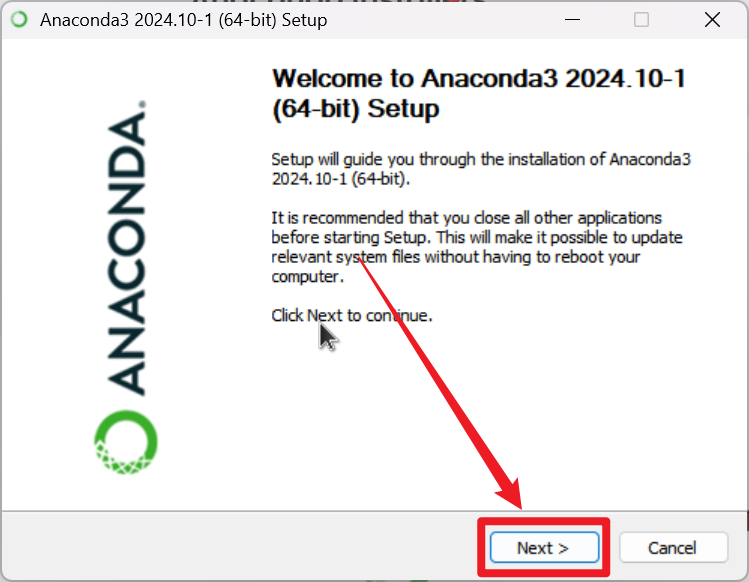 Anaconda3 2024.10-1 (64-bit) Setup
ANACONDA.
Welcome to Anaconda3 2024.10-1
(64-bit) Setup
Setup will guide you through the installation of Anaconda3
2024.10-1 (64-bit).
It is recommended that you close all other applications
before starting Setup. This will make it possible to update
relevant system files without having to reboot your
computer.
Click Next to continue.
Next >
Cancel